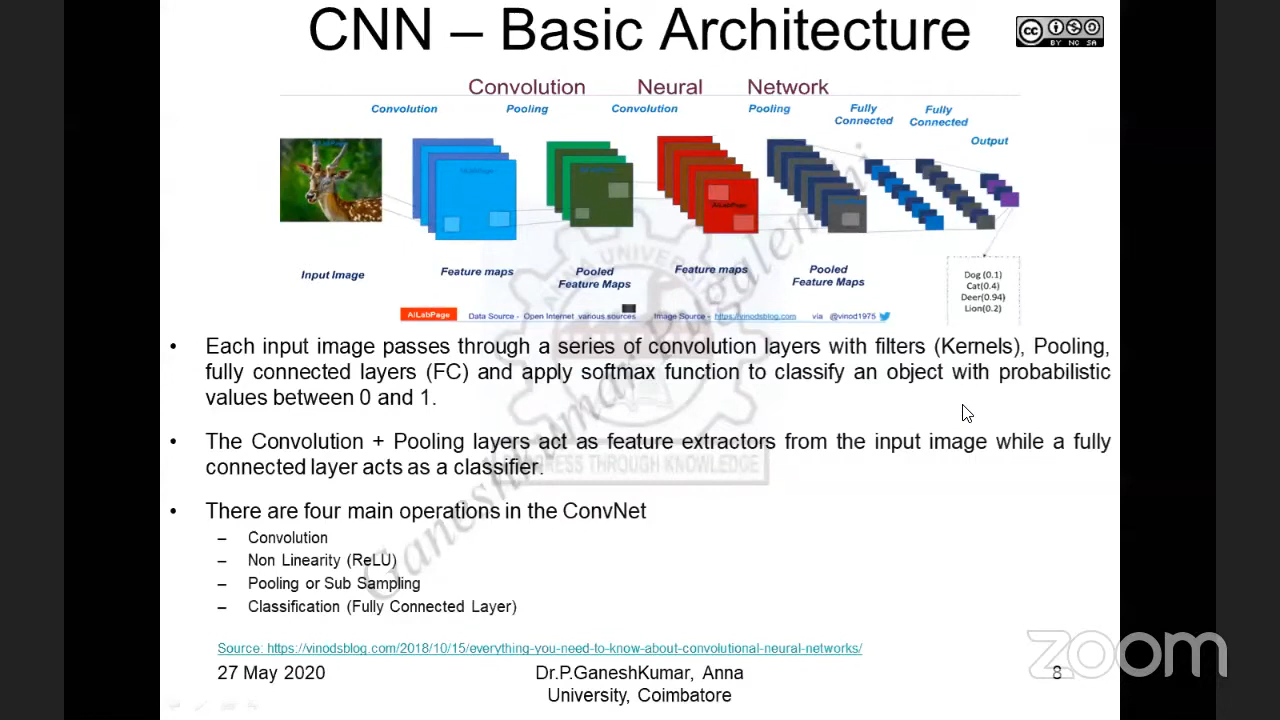 CNN – Basic Architecture
CC BY NC SA
Convolution Neural Network
Convolution Pooling Convolution Pooling Fully Connected Fully Connected Output
AILabPage
Input Image Feature maps Pooled Feature Maps Feature maps Pooled Feature Maps
Dog (0.1)
Cat(0.4)
Deer(0.94)
Lion(0.2)
AILabPage Data Source - Open Internet various sources Image Source - https://vinodsblog.com via @vinod1975
• Each input image passes through a series of convolution layers with filters (Kernels), Pooling,
fully connected layers (FC) and apply softmax function to classify an object with probabilistic
values between 0 and 1.
• The Convolution + Pooling layers act as feature extractors from the input image while a fully
connected layer acts as a classifier.
• There are four main operations in the ConvNet
– Convolution
– Non Linearity (ReLU)
– Pooling or Sub Sampling
– Classification (Fully Connected Layer)
Source: https://vinodsblog.com/2018/10/15/everything-you-need-to-know-about-convolutional-neural-networks/
27 May 2020 Dr.P.GaneshKumar, Anna 8
University, Coimbatore
zoom